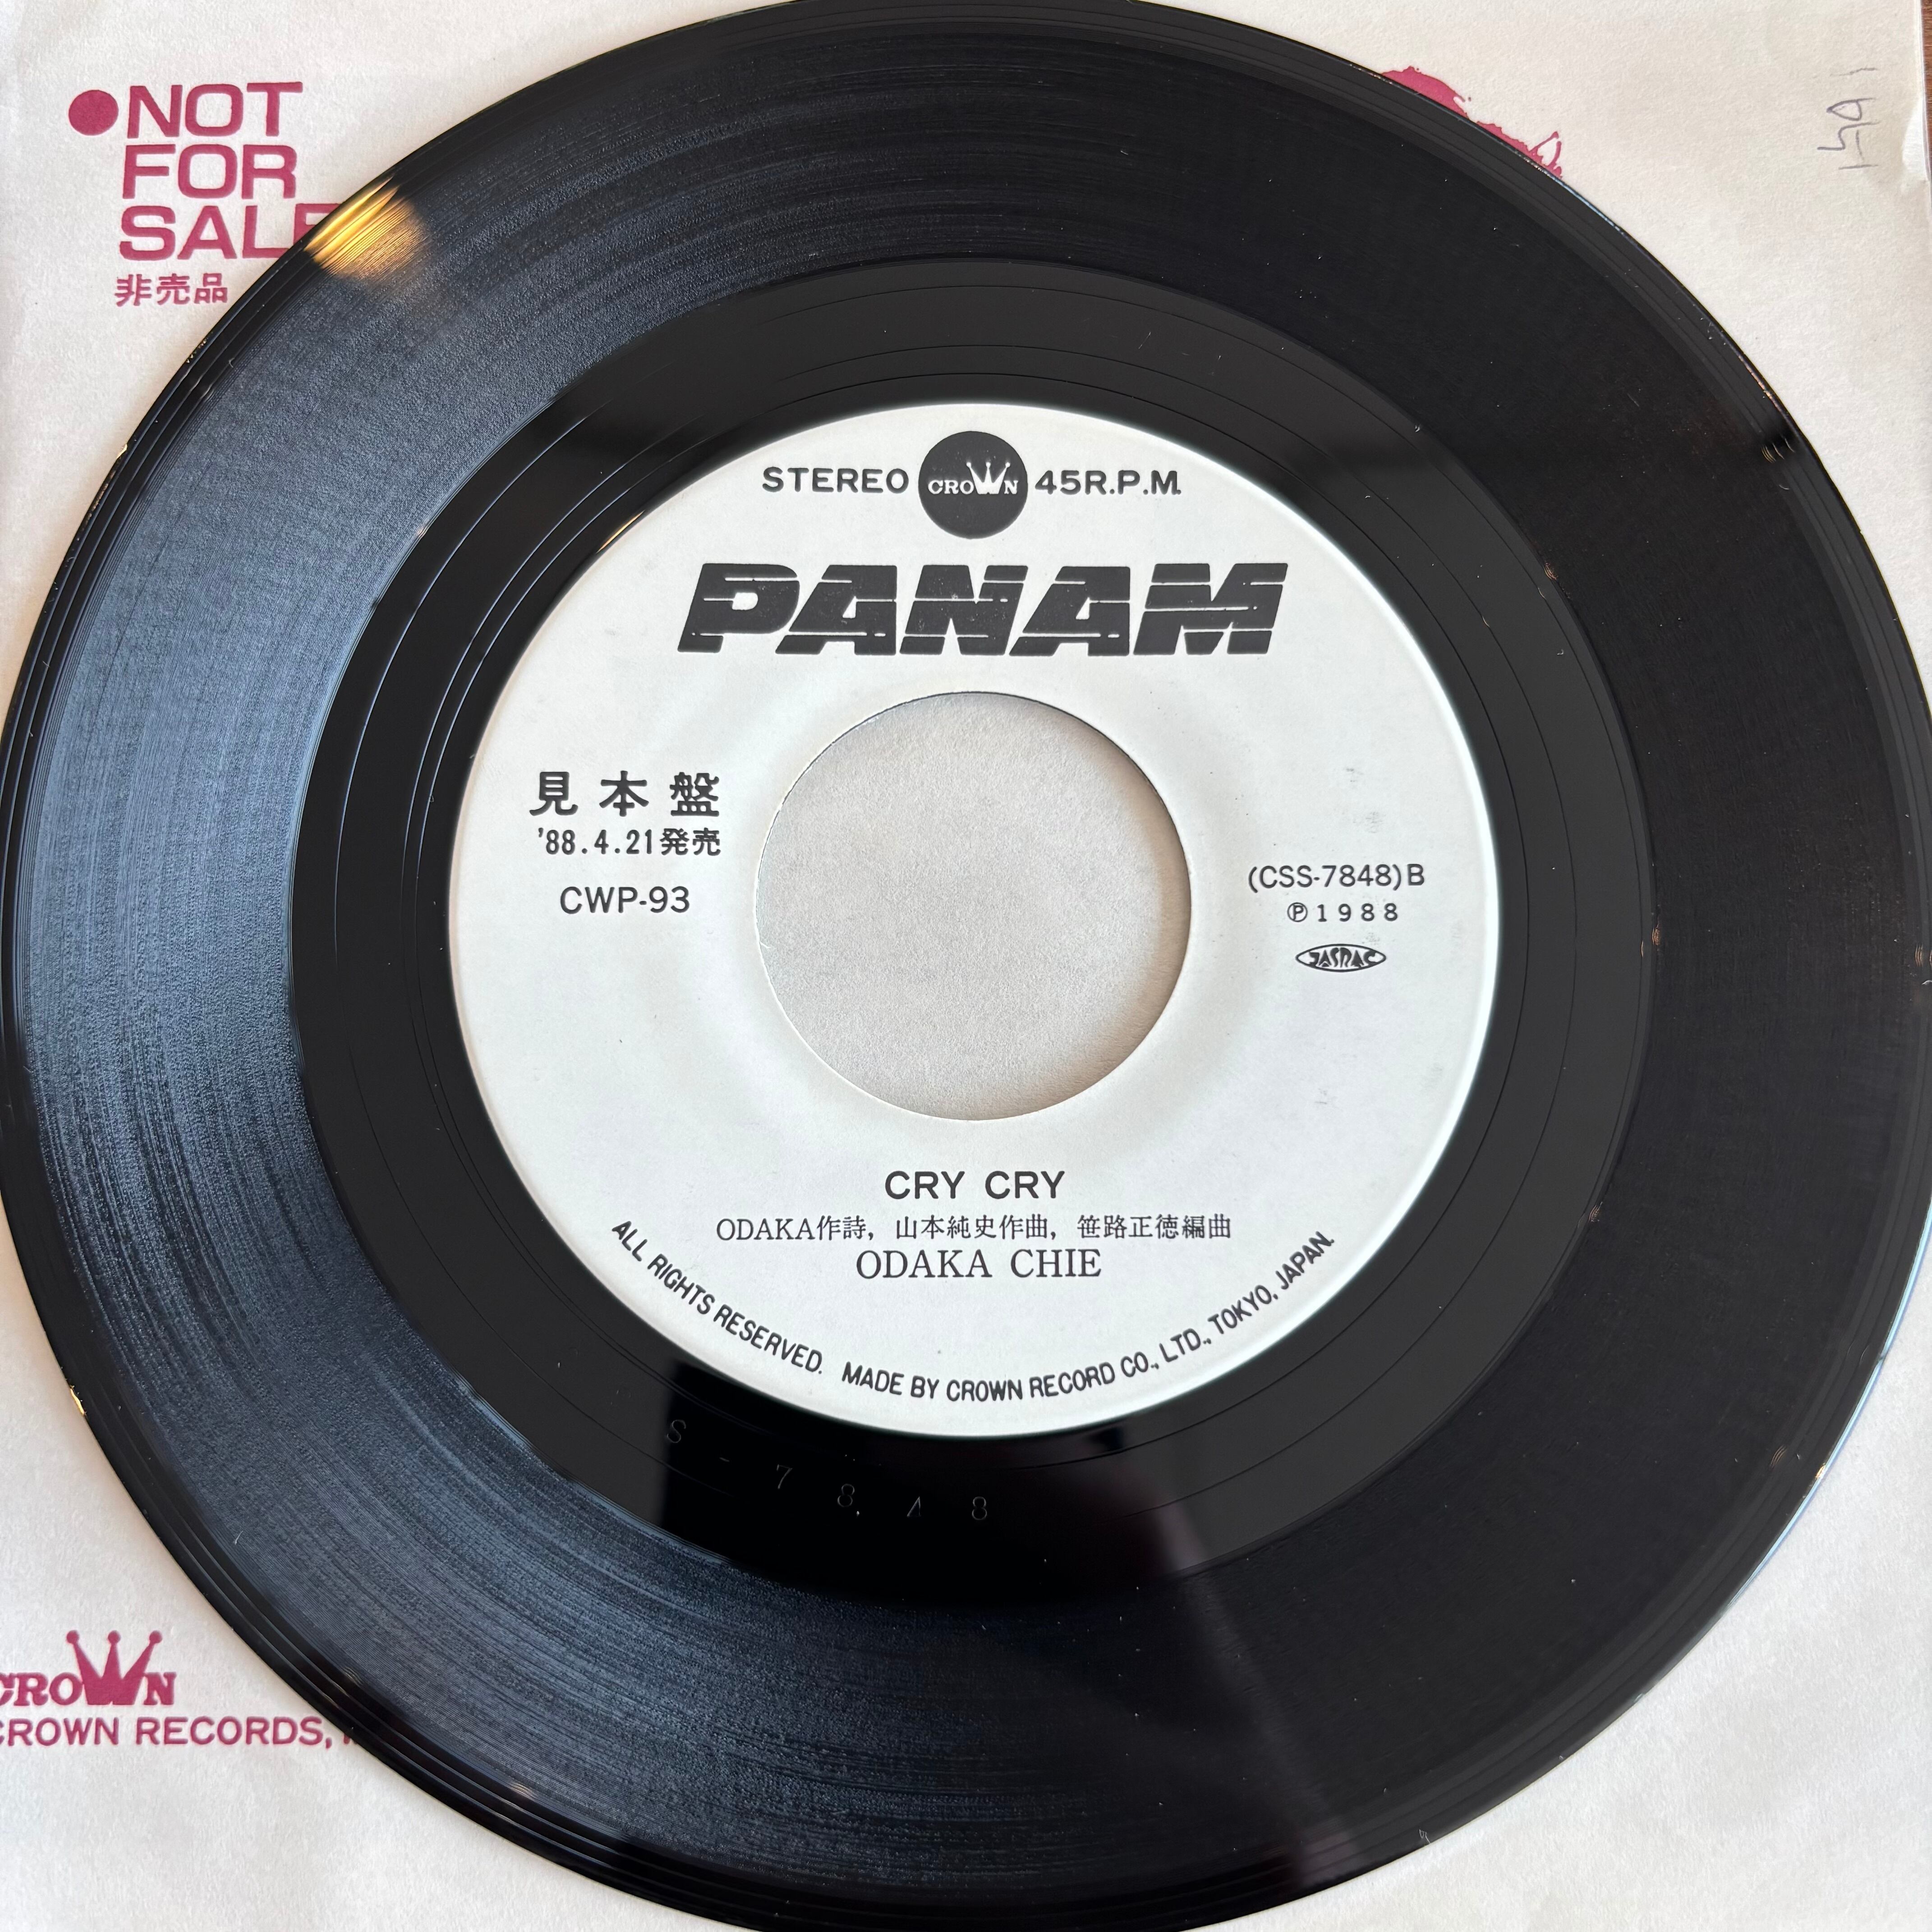 ●NOT
FOR
SALE
非売品
STEREO CROWN 45R.P.M.
PANAM
見本盤
'88.4.21発売
CWP-93
(CSS-7848)B
Ⓟ1988
JASRAC
CRY CRY
ODAKA作詩, 山本純史作曲, 笹路正徳編曲
ODAKA CHIE
ALL RIGHTS RESERVED. MADE BY CROWN RECORD CO., LTD., TOKYO, JAPAN.
S-7848
CROWN
CROWN RECORDS,